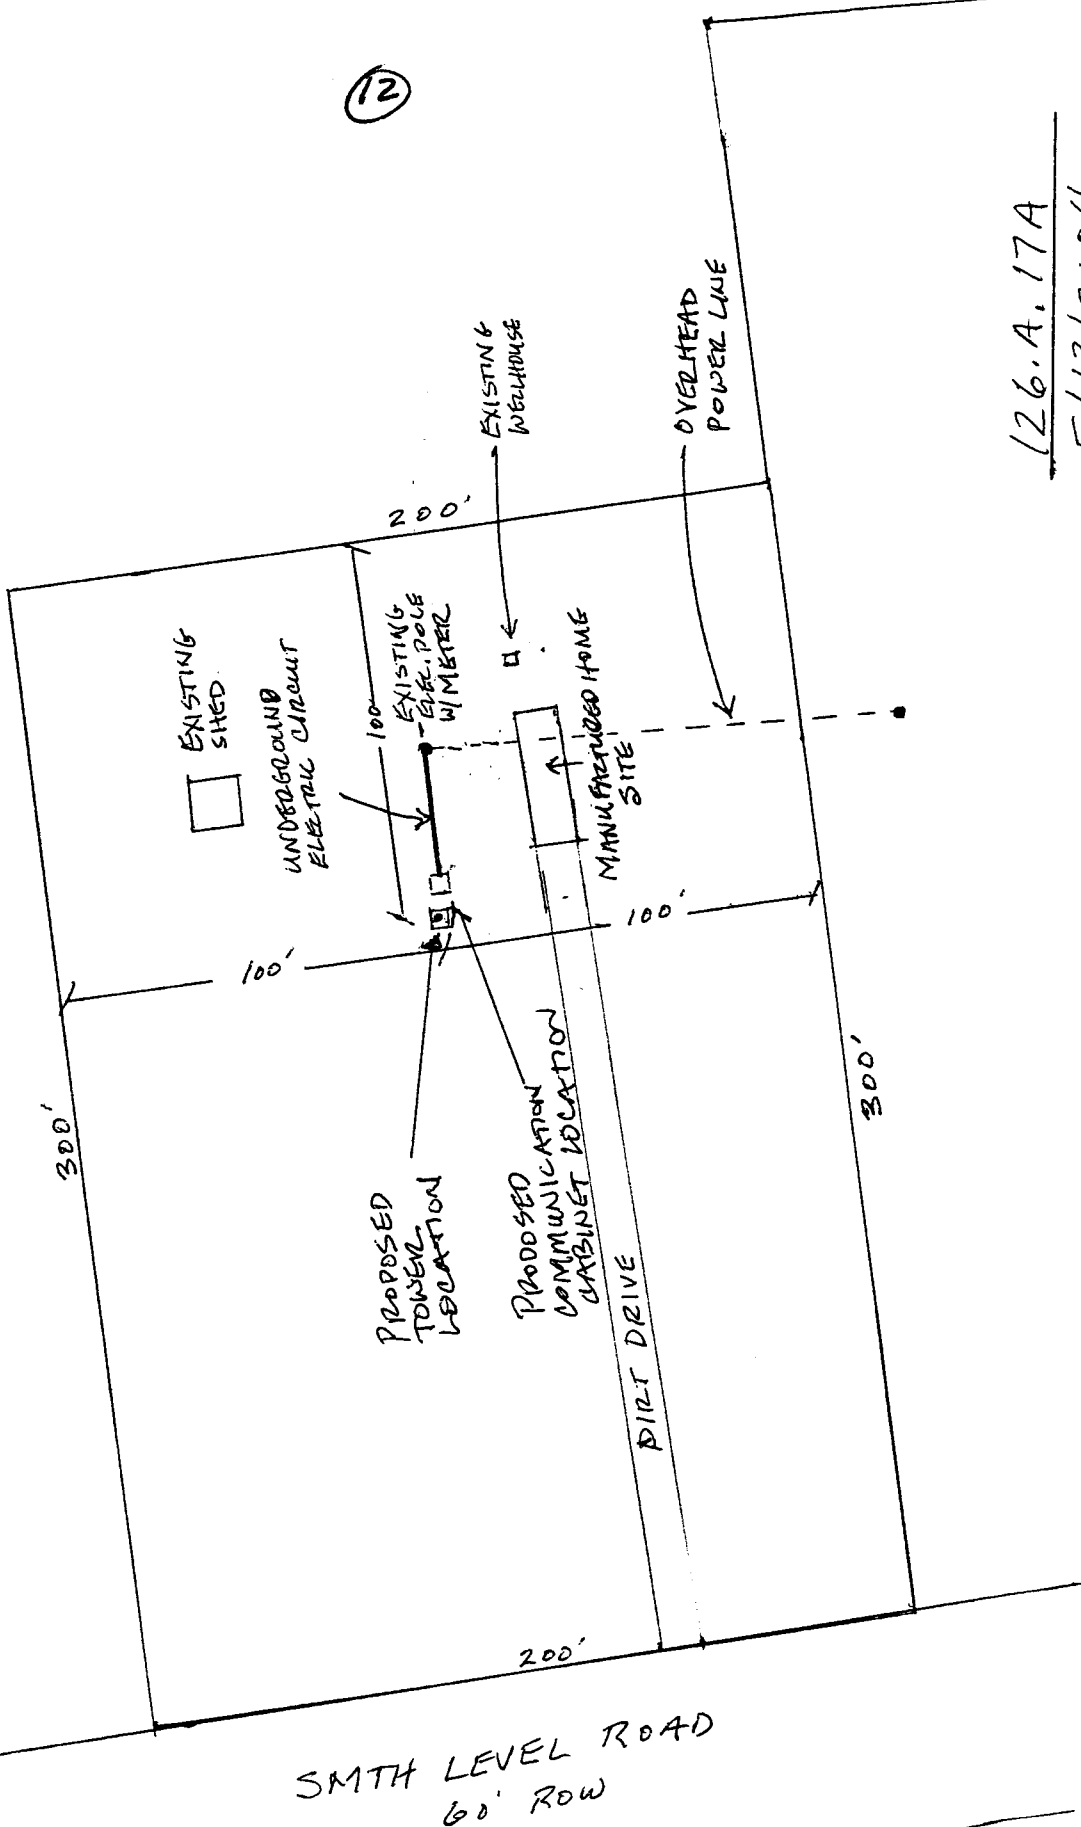 12
126.A.17A
EXISTING
SHED.
UNDERGROUND
ELECTRIC CIRCUIT
200'
100'
EXISTING
ELEC. POLE
W/METER
EXISTING
WELLHOUSE
OVERHEAD
POWER LINE
MANUFACTURED HOME
SITE
100'
100'
300'
300'
PROPOSED
TOWER
LOCATION
PROPOSED
COMMUNICATION
CABINET LOCATION
DIRT DRIVE
200'
SMTH LEVEL ROAD
60' ROW